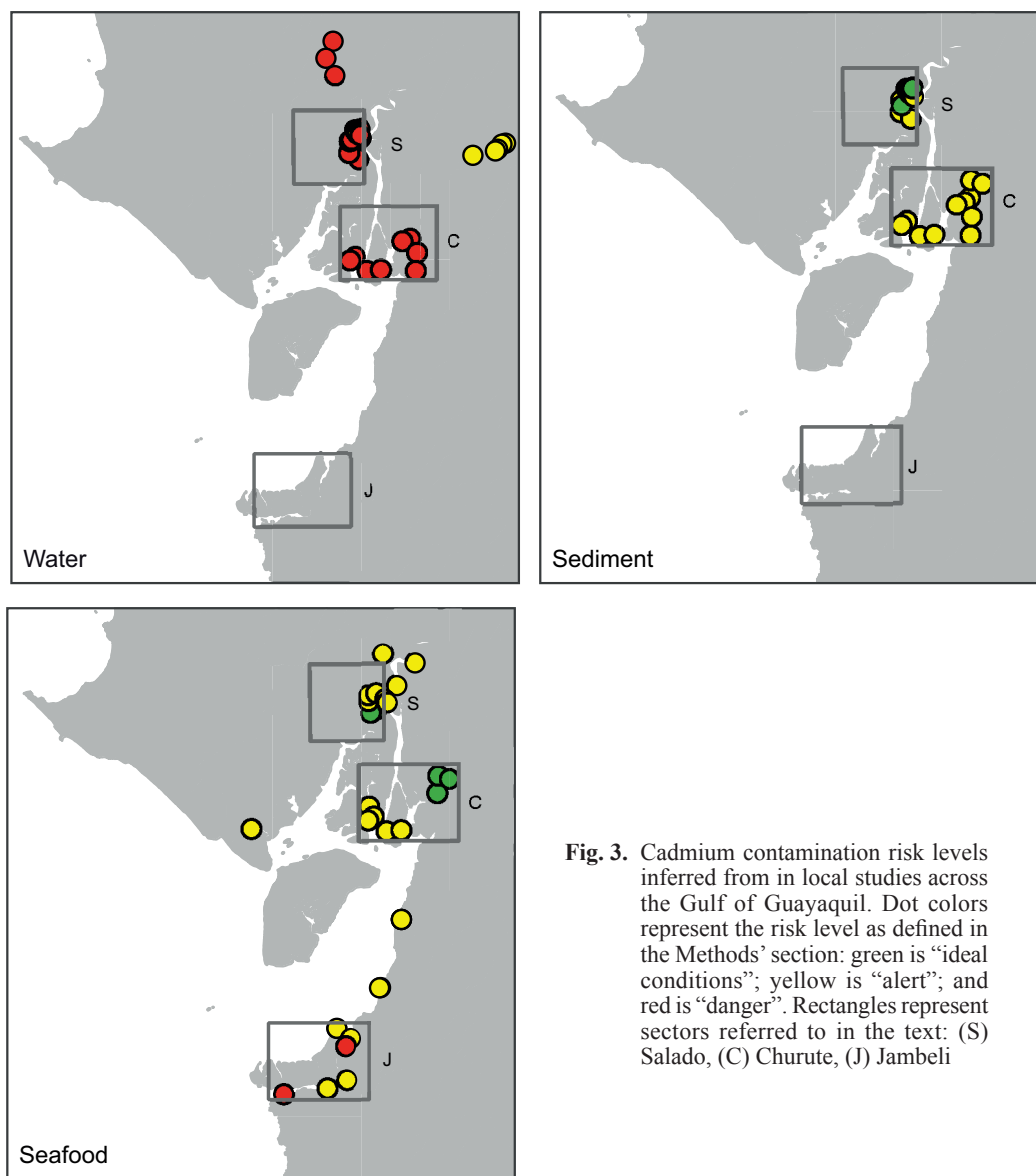 S
C
J
Water
S
C
J
Sediment
S
C
J
Seafood
Fig. 3. Cadmium contamination risk levels
inferred from in local studies across
the Gulf of Guayaquil. Dot colors
represent the risk level as defined in
the Methods’ section: green is “ideal
conditions”; yellow is “alert”; and
red is “danger”. Rectangles represent
sectors referred to in the text: (S)
Salado, (C) Churute, (J) Jambeli